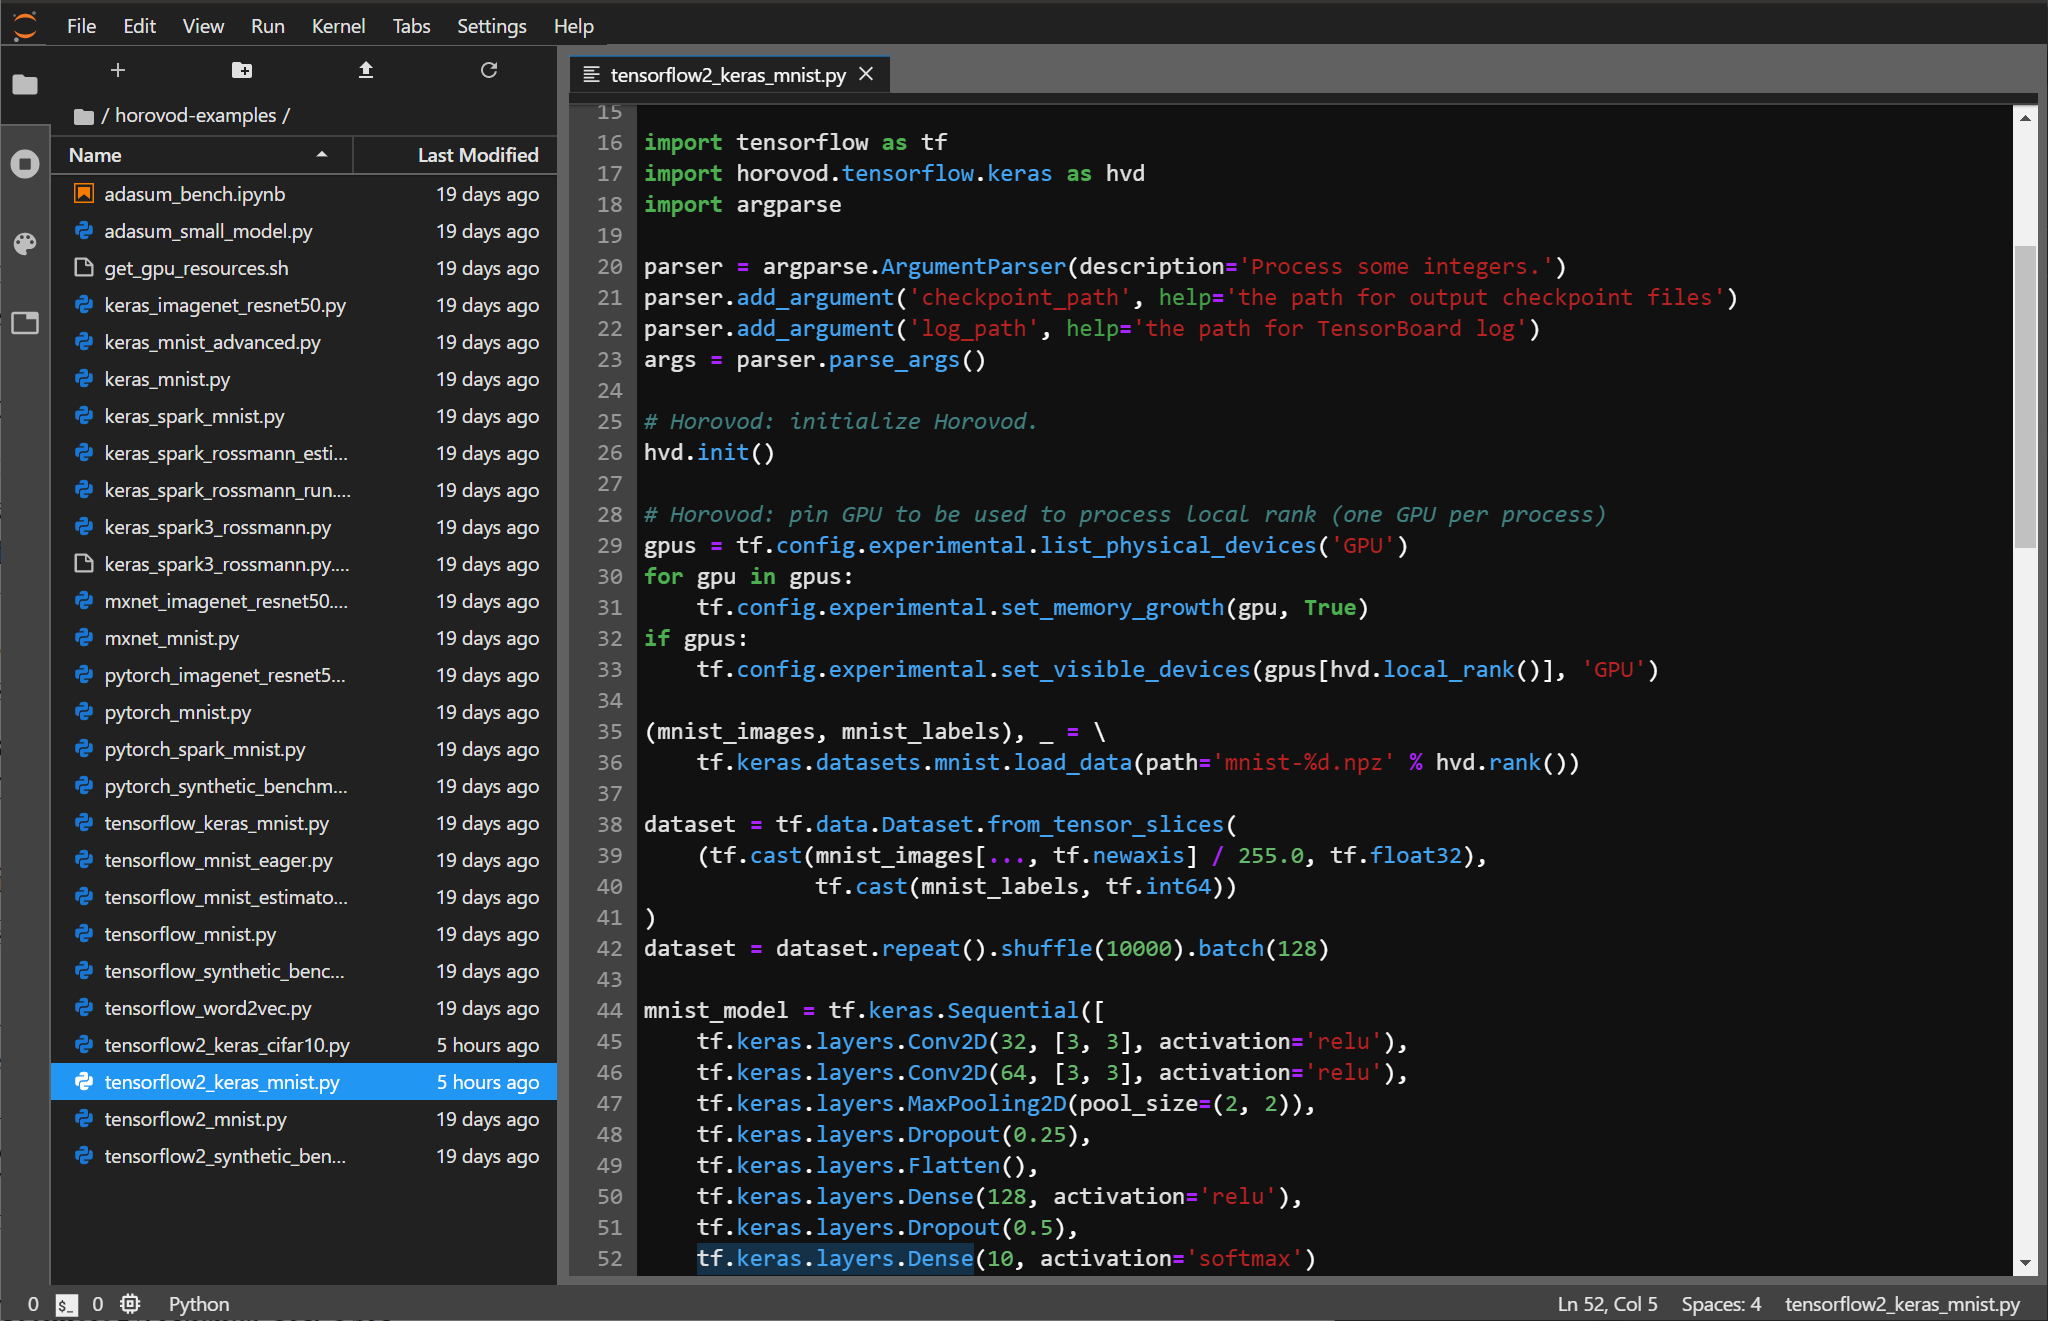 File Edit View Run Kernel Tabs Settings Help
/ horovod-examples /
Name Last Modified
adasum_bench.ipynb 19 days ago
adasum_small_model.py 19 days ago
get_gpu_resources.sh 19 days ago
keras_imagenet_resnet50.py 19 days ago
keras_mnist_advanced.py 19 days ago
keras_mnist.py 19 days ago
keras_spark_mnist.py 19 days ago
keras_spark_rossmann_esti... 19 days ago
keras_spark_rossmann_run.... 19 days ago
keras_spark3_rossmann.py 19 days ago
keras_spark3_rossmann.py.... 19 days ago
mxnet_imagenet_resnet50.... 19 days ago
mxnet_mnist.py 19 days ago
pytorch_imagenet_resnet5... 19 days ago
pytorch_mnist.py 19 days ago
pytorch_spark_mnist.py 19 days ago
pytorch_synthetic_benchm... 19 days ago
tensorflow_keras_mnist.py 19 days ago
tensorflow_mnist_eager.py 19 days ago
tensorflow_mnist_estimato... 19 days ago
tensorflow_mnist.py 19 days ago
tensorflow_synthetic_benc... 19 days ago
tensorflow_word2vec.py 19 days ago
tensorflow2_keras_cifar10.py 5 hours ago
tensorflow2_keras_mnist.py 5 hours ago
tensorflow2_mnist.py 19 days ago
tensorflow2_synthetic_ben... 19 days ago
tensorflow2_keras_mnist.py
15
16 import tensorflow as tf
17 import horovod.tensorflow.keras as hvd
18 import argparse
19
20 parser = argparse.ArgumentParser(description='Process some integers.')
21 parser.add_argument('checkpoint_path', help='the path for output checkpoint files')
22 parser.add_argument('log_path', help='the path for TensorBoard log')
23 args = parser.parse_args()
24
25 # Horovod: initialize Horovod.
26 hvd.init()
27
28 # Horovod: pin GPU to be used to process local rank (one GPU per process)
29 gpus = tf.config.experimental.list_physical_devices('GPU')
30 for gpu in gpus:
31     tf.config.experimental.set_memory_growth(gpu, True)
32 if gpus:
33     tf.config.experimental.set_visible_devices(gpus[hvd.local_rank()], 'GPU')
34
35 (mnist_images, mnist_labels), _ = \
36     tf.keras.datasets.mnist.load_data(path='mnist-%d.npz' % hvd.rank())
37
38 dataset = tf.data.Dataset.from_tensor_slices(
39     (tf.cast(mnist_images[..., tf.newaxis] / 255.0, tf.float32),
40              tf.cast(mnist_labels, tf.int64))
41 )
42 dataset = dataset.repeat().shuffle(10000).batch(128)
43
44 mnist_model = tf.keras.Sequential([
45     tf.keras.layers.Conv2D(32, [3, 3], activation='relu'),
46     tf.keras.layers.Conv2D(64, [3, 3], activation='relu'),
47     tf.keras.layers.MaxPooling2D(pool_size=(2, 2)),
48     tf.keras.layers.Dropout(0.25),
49     tf.keras.layers.Flatten(),
50     tf.keras.layers.Dense(128, activation='relu'),
51     tf.keras.layers.Dropout(0.5),
52     tf.keras.layers.Dense(10, activation='softmax')
0 $_ 0 Python Ln 52, Col 5 Spaces: 4 tensorflow2_keras_mnist.py